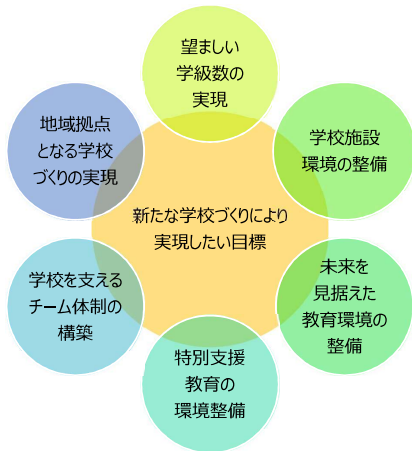 望ましい
学級数の
実現
学校施設
環境の整備
未来を
見据えた
教育環境の
整備
特別支援
教育の
環境整備
学校を支える
チーム体制の
構築
地域拠点
となる学校
づくりの実現
新たな学校づくりにより
実現したい目標